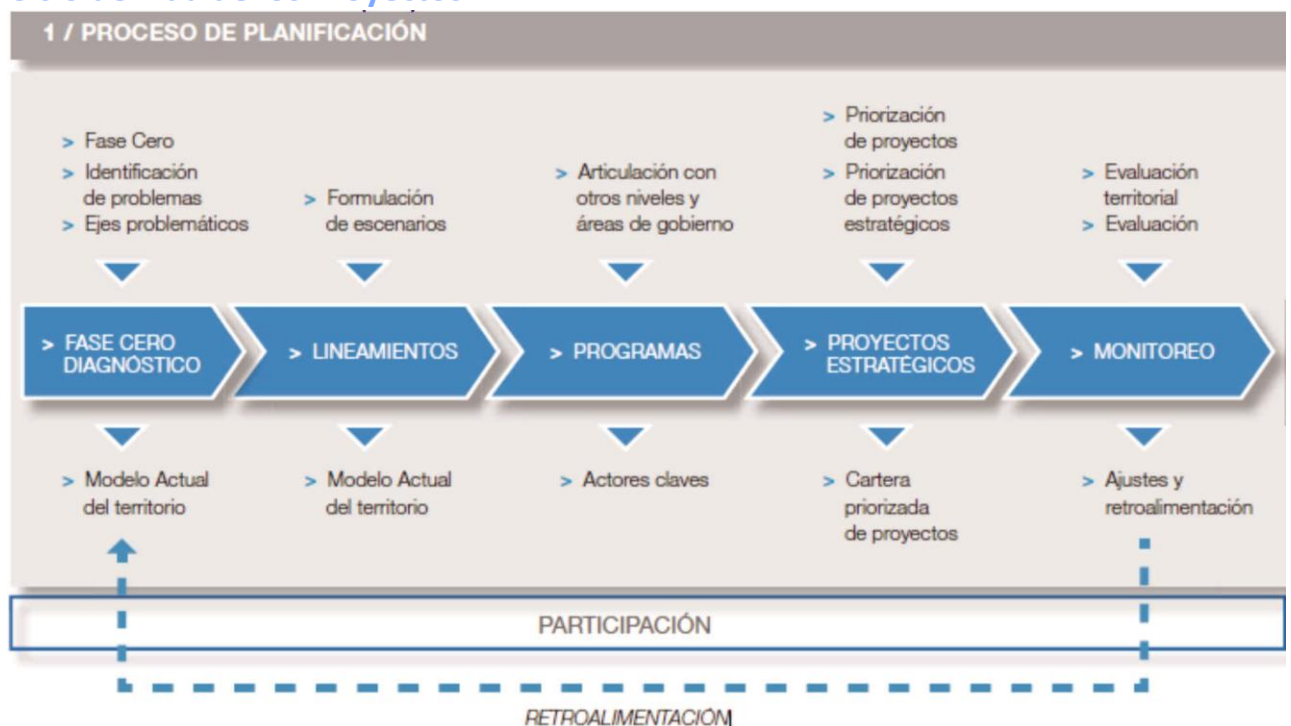 1 / PROCESO DE PLANIFICACIÓN
> Fase Cero
> Identificación
de problemas
> Ejes problemáticos
> Formulación
de escenarios
> Articulación con
otros niveles y
áreas de gobierno
> Priorización
de proyectos
> Priorización
de proyectos
estratégicos
> Evaluación
territorial
> Evaluación
> FASE CERO
DIAGNÓSTICO
> LINEAMIENTOS
> PROGRAMAS
> PROYECTOS
ESTRATÉGICOS
> MONITOREO
> Modelo Actual
del territorio
> Modelo Actual
del territorio
> Actores claves
> Cartera
priorizada
de proyectos
> Ajustes y
retroalimentación
PARTICIPACIÓN
RETROALIMENTACIÓN